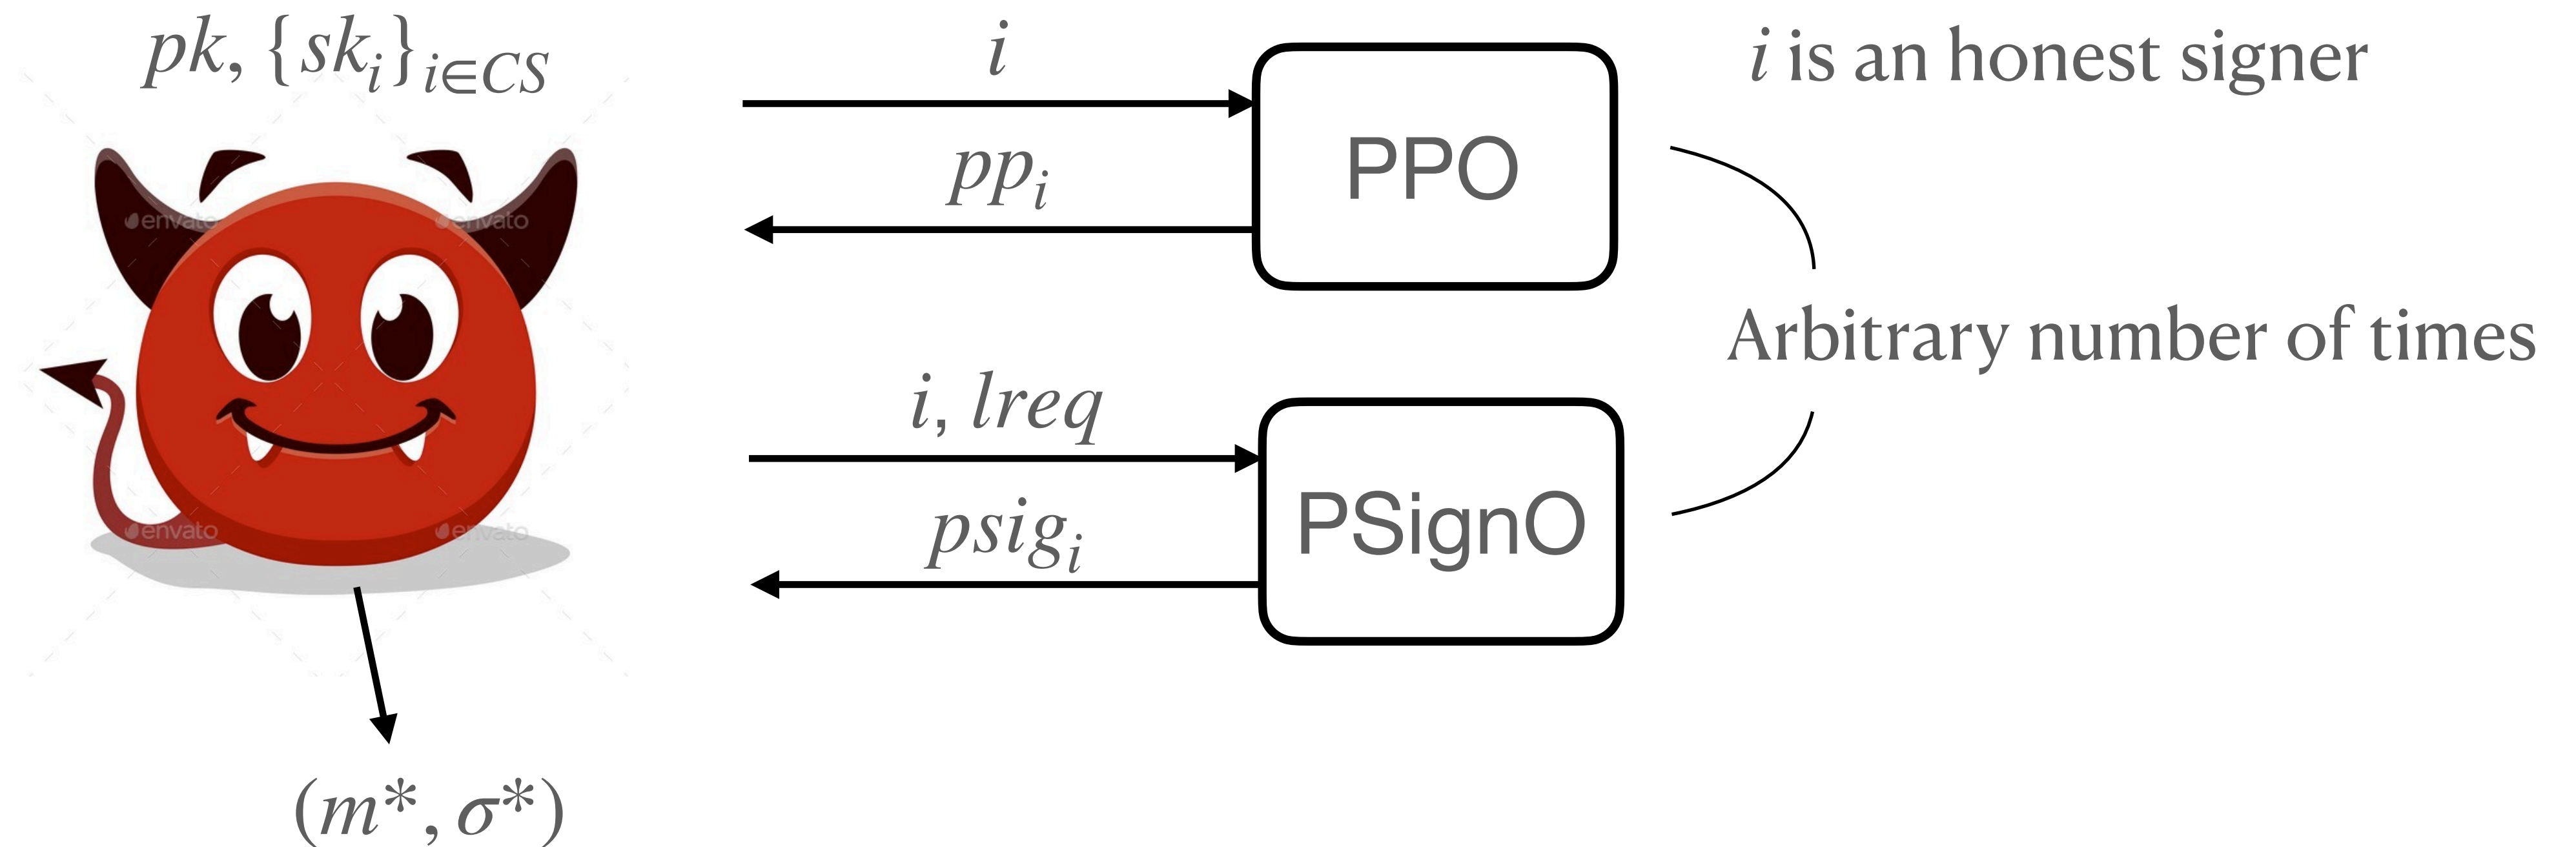 pk, {sk_i}_{i∈CS}
i
i is an honest signer
PPO
pp_i
Arbitrary number of times
i, lreq
PSignO
psig_i
(m*, σ*)
envato
envato
envato
envato